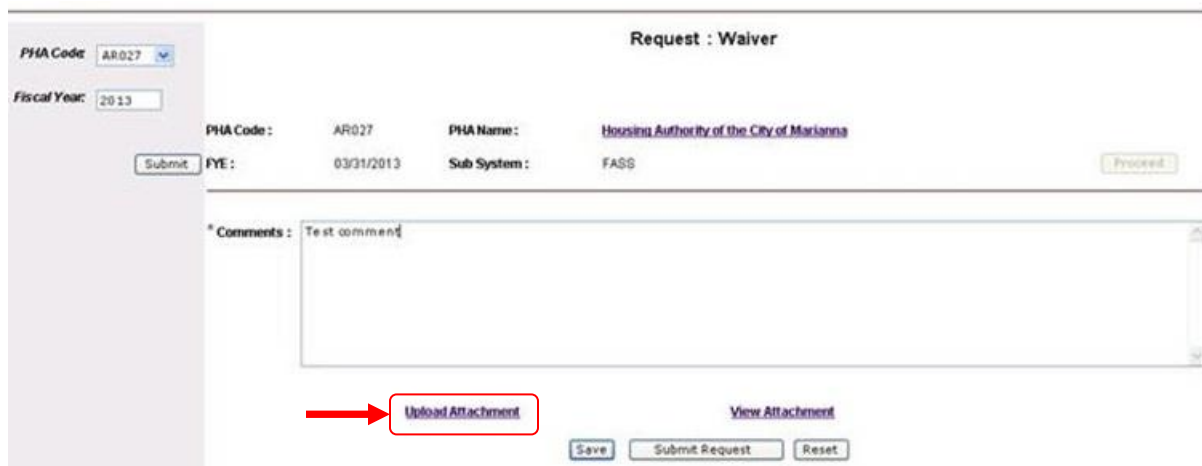 Request : Waiver
PHA Code: AR027
Fiscal Year: 2013
Submit
PHA Code : AR027 PHA Name : Housing Authority of the City of Marianna
FYE : 03/31/2013 Sub System : FASS Proceed
* Comments : Test comment
Upload Attachment View Attachment
Save Submit Request Reset